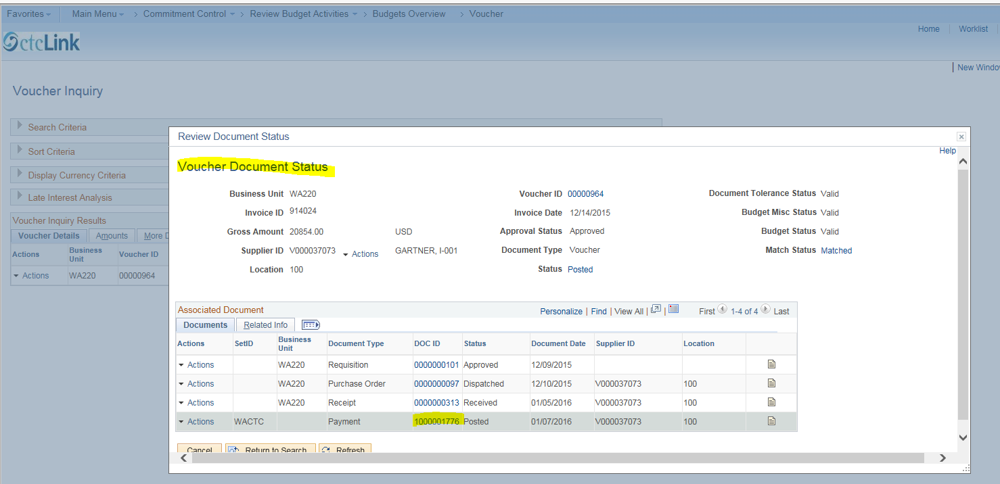 Favorites Main Menu > Commitment Control > Review Budget Activities > Budgets Overview > Voucher
Home Worklist
ctcLink
New Windo
Voucher Inquiry
Search Criteria
Sort Criteria
Display Currency Criteria
Late Interest Analysis
Voucher Inquiry Results
Voucher Details Amounts More D
Actions Business Unit Voucher ID
Actions WA220 00000964
Review Document Status
Help
Voucher Document Status
Business Unit WA220 Voucher ID 00000964 Document Tolerance Status Valid
Invoice ID 914024 Invoice Date 12/14/2015 Budget Misc Status Valid
Gross Amount 20854.00 USD Approval Status Approved Budget Status Valid
Supplier ID V000037073 Actions GARTNER, I-001 Document Type Voucher Match Status Matched
Location 100 Status Posted
Associated Document Personalize | Find | View All | | First 1-4 of 4 Last
Documents Related Info
Actions SetID Business Unit Document Type DOC ID Status Document Date Supplier ID Location
Actions WA220 Requisition 0000000101 Approved 12/09/2015
Actions WA220 Purchase Order 0000000097 Dispatched 12/10/2015 V000037073 100
Actions WA220 Receipt 0000000313 Received 01/05/2016 V000037073 100
Actions WACTC Payment 1000001776 Posted 01/07/2016 V000037073 100
Cancel Return to Search Refresh